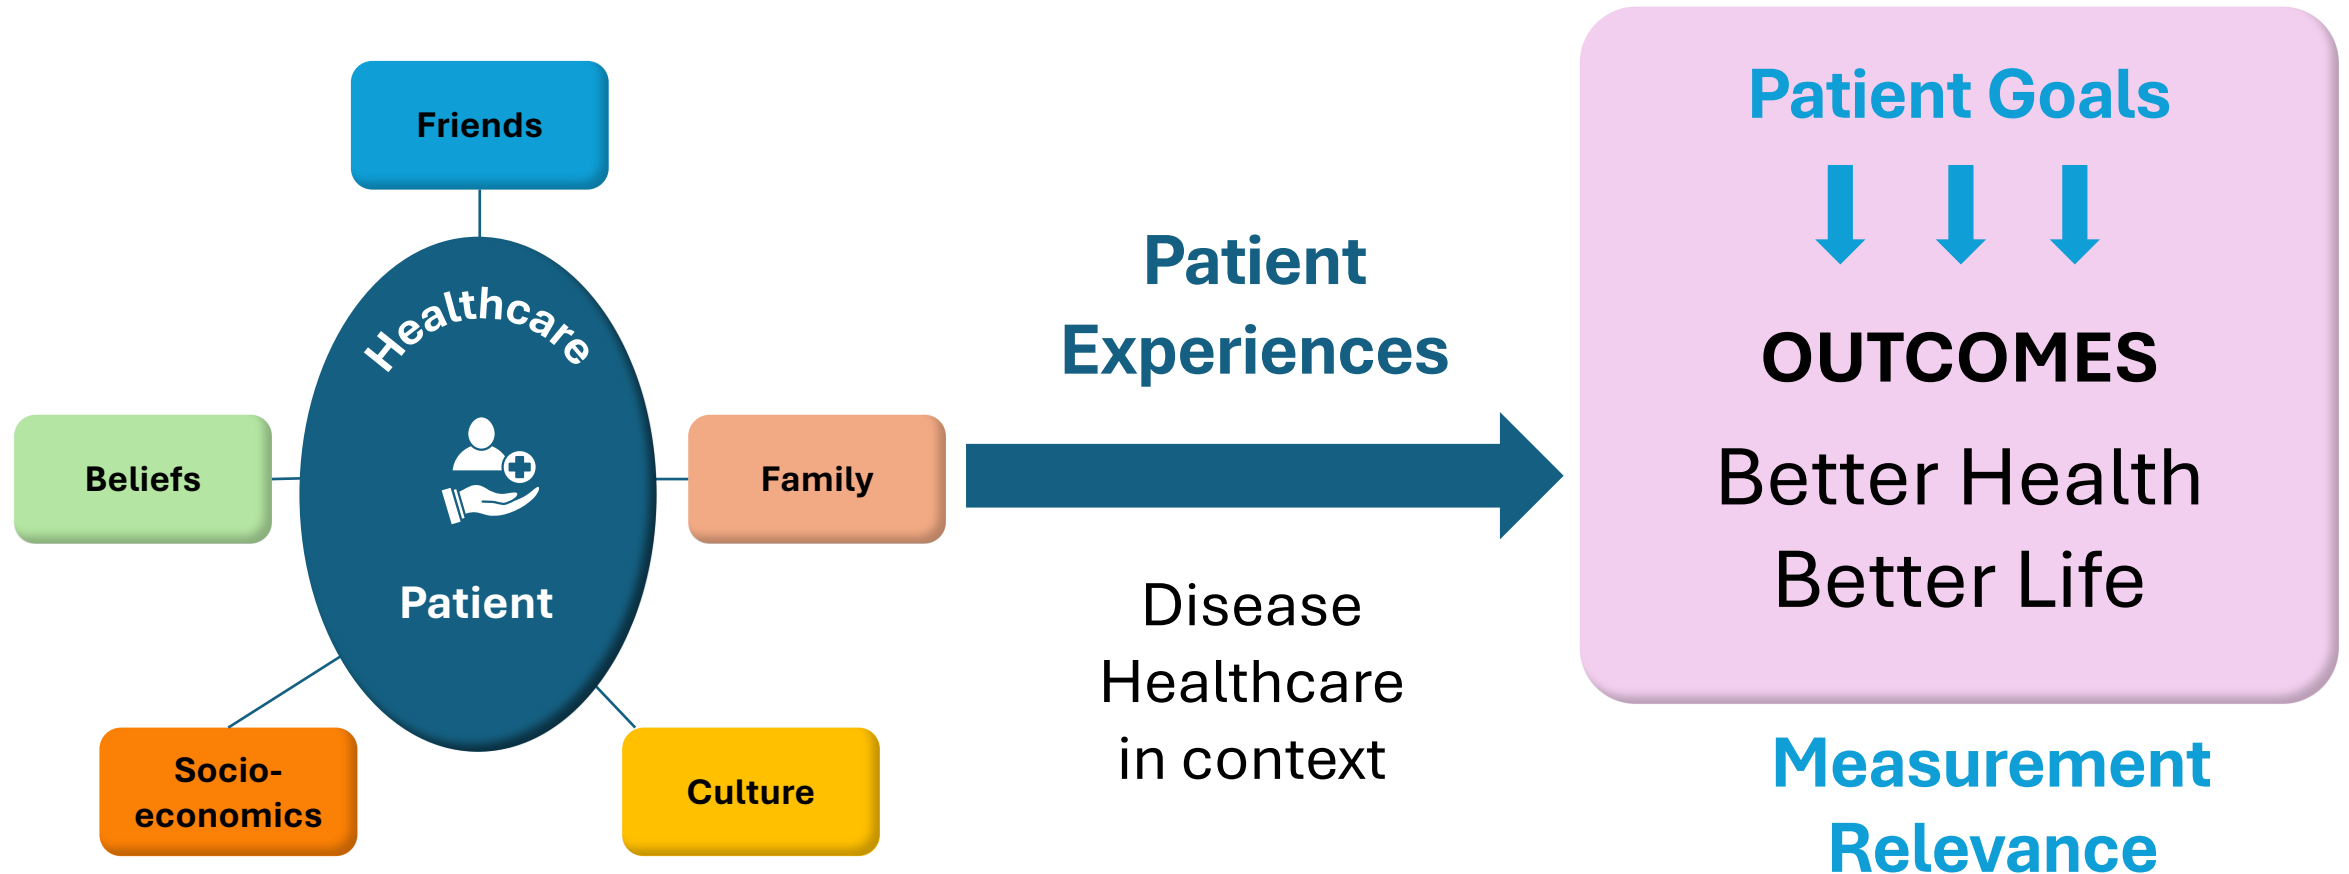 Friends
Healthcare
Patient
Beliefs
Family
Socio-
economics
Culture
Patient
Experiences
Disease
Healthcare
in context
Patient Goals
OUTCOMES
Better Health
Better Life
Measurement
Relevance